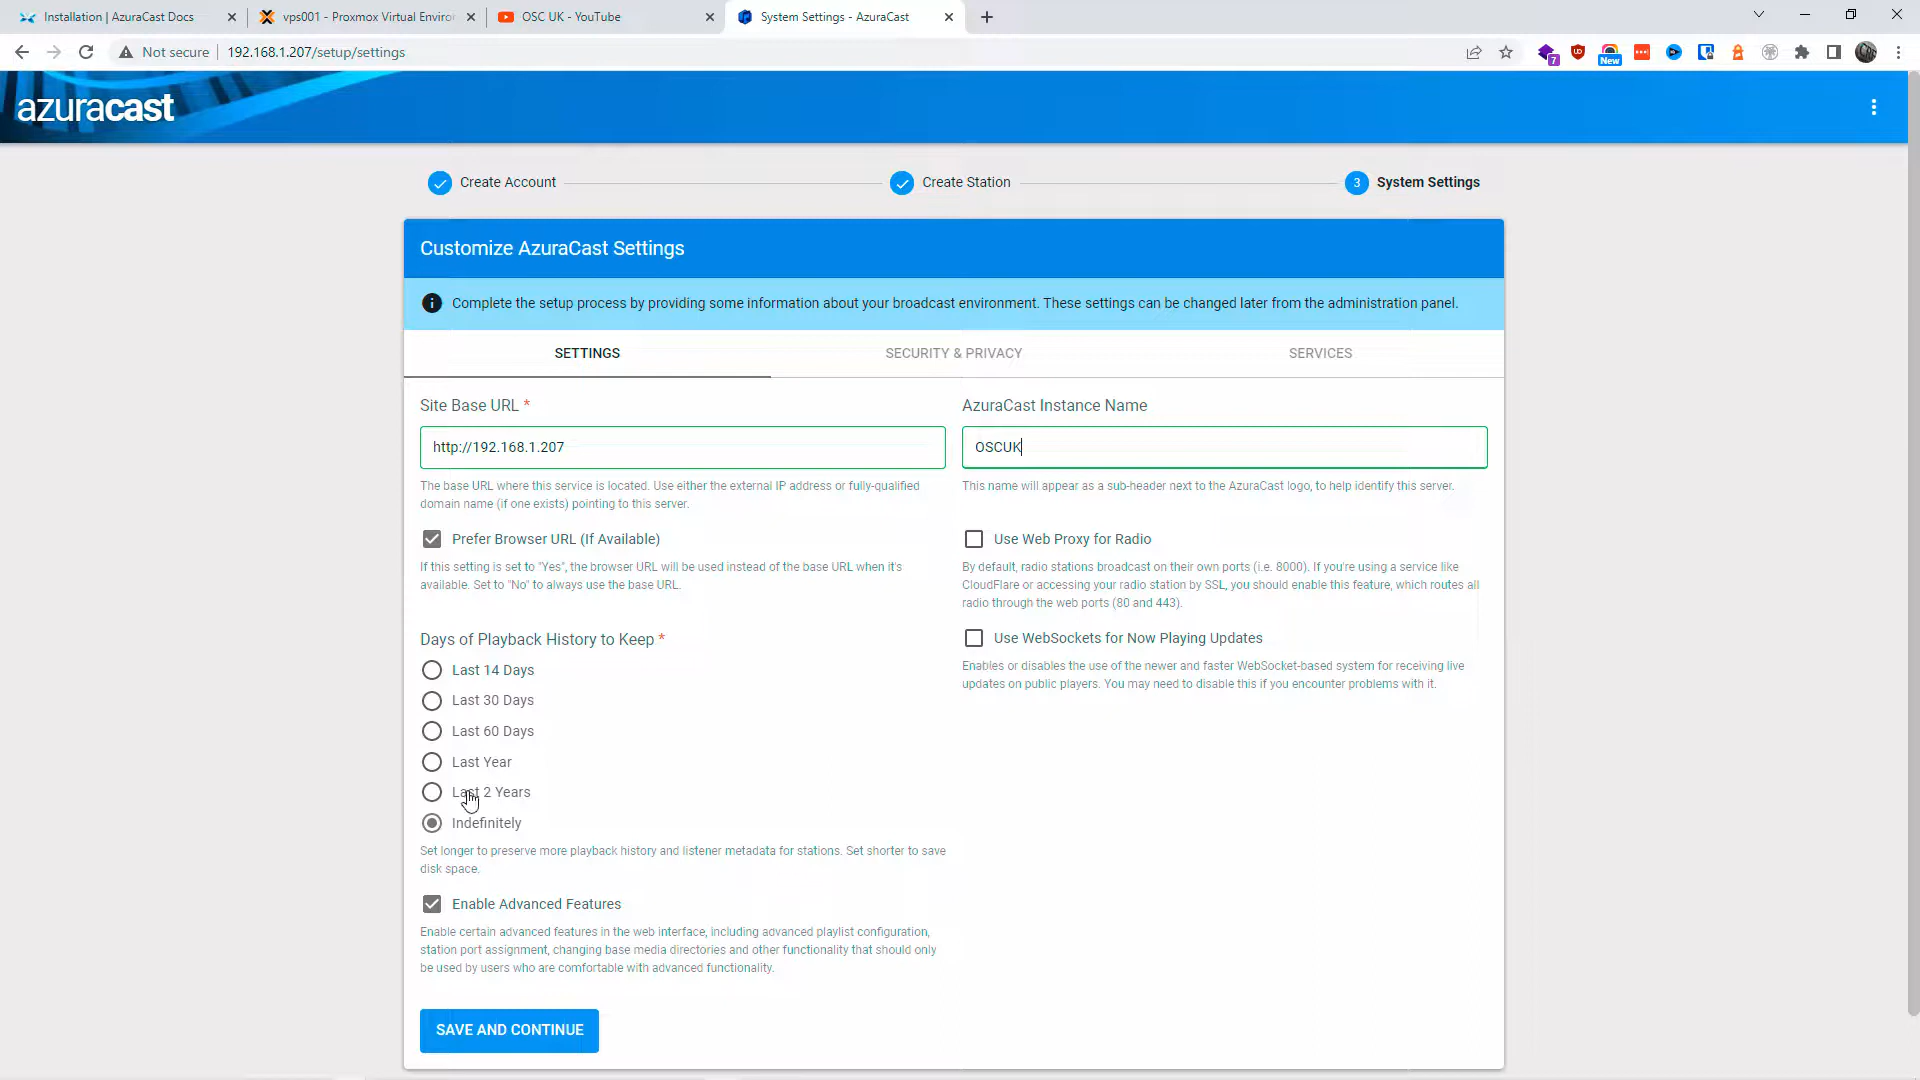 Installation | AzuraCast Docs
vps001 - Proxmox Virtual Enviro
OSC UK - YouTube
System Settings - AzuraCast
Not secure
192.168.1.207/setup/settings
7
New
azuracast
Create Account
Create Station
3
System Settings
Customize AzuraCast Settings
Complete the setup process by providing some information about your broadcast environment. These settings can be changed later from the administration panel.
SETTINGS
SECURITY & PRIVACY
SERVICES
Site Base URL *
http://192.168.1.207
The base URL where this service is located. Use either the external IP address or fully-qualified
domain name (if one exists) pointing to this server.
AzuraCast Instance Name
OSCUK
This name will appear as a sub-header next to the AzuraCast logo, to help identify this server.
Prefer Browser URL (If Available)
If this setting is set to "Yes", the browser URL will be used instead of the base URL when it's
available. Set to "No" to always use the base URL.
Use Web Proxy for Radio
By default, radio stations broadcast on their own ports (i.e. 8000). If you're using a service like
CloudFlare or accessing your radio station by SSL, you should enable this feature, which routes all
radio through the web ports (80 and 443).
Days of Playback History to Keep *
Last 14 Days
Last 30 Days
Last 60 Days
Last Year
Last 2 Years
Indefinitely
Set longer to preserve more playback history and listener metadata for stations. Set shorter to save
disk space.
Use WebSockets for Now Playing Updates
Enables or disables the use of the newer and faster WebSocket-based system for receiving live
updates on public players. You may need to disable this if you encounter problems with it.
Enable Advanced Features
Enable certain advanced features in the web interface, including advanced playlist configuration,
station port assignment, changing base media directories and other functionality that should only
be used by users who are comfortable with advanced functionality.
SAVE AND CONTINUE